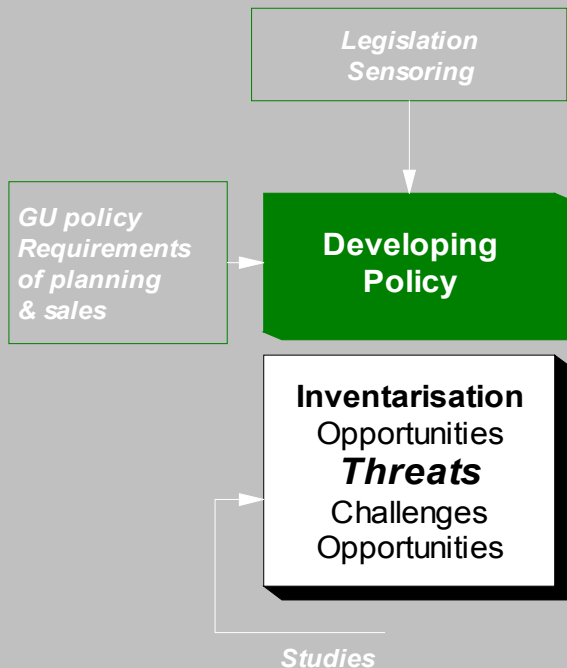 Legislation
Sensoring
GU policy
Requirements
of planning
& sales
Developing
Policy
Inventarisation
Opportunities
Threats
Challenges
Opportunities
Studies